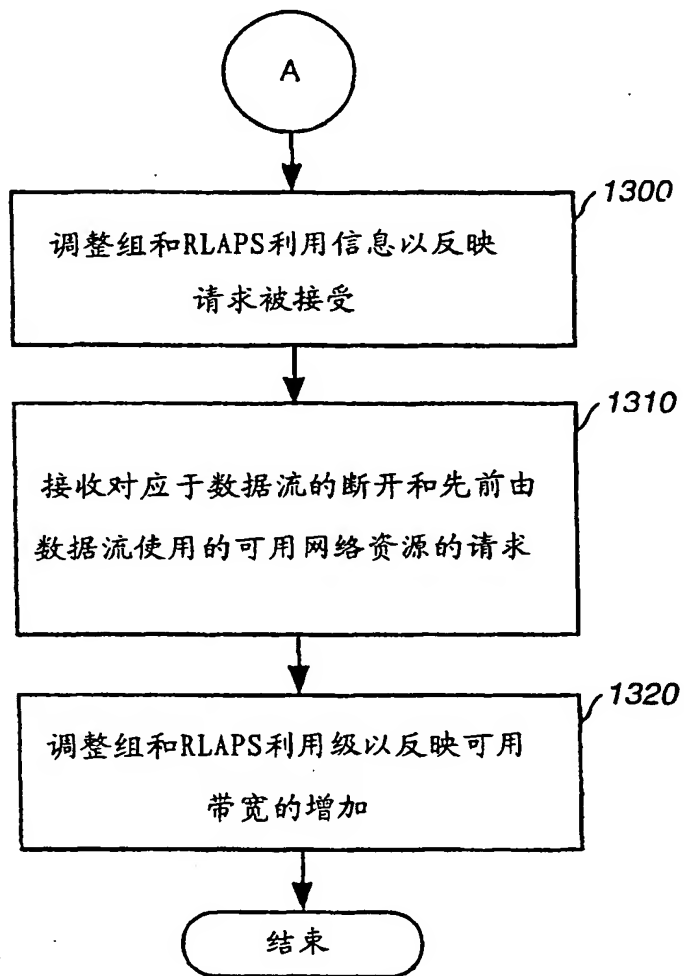 A
1300
调整组和RLAPS利用信息以反映
请求被接受
1310
接收对应于数据流的断开和先前由
数据流使用的可用网络资源的请求
1320
调整组和RLAPS利用级以反映可用
带宽的增加
结束